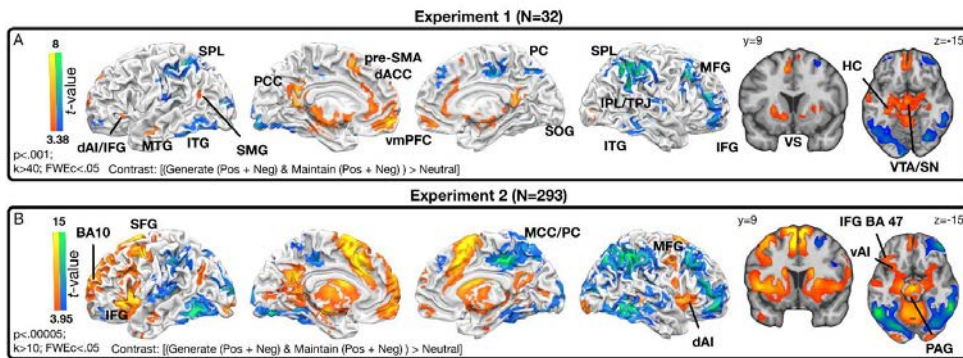 Experiment 1 (N=32)
A
8
t-value
3.38
p<.001;
k>40; FWEc<.05 Contrast: [(Generate (Pos + Neg) & Maintain (Pos + Neg) ) > Neutral]
SPL
dAI/IFG
MTG
ITG
SMG
PCC
pre-SMA
dACC
vmPFC
PC
SOG
SPL
MFG
IPL/TPJ
ITG
IFG
y=9
VS
z=-15
HC
VTA/SN
Experiment 2 (N=293)
B
15
t-value
3.95
p<.00005;
k>10; FWEc<.05 Contrast: [(Generate (Pos + Neg) & Maintain (Pos + Neg) ) > Neutral]
BA10
SFG
IFG
MCC/PC
MFG
dAI
y=9
IFG BA 47
z=-15
vAI
PAG